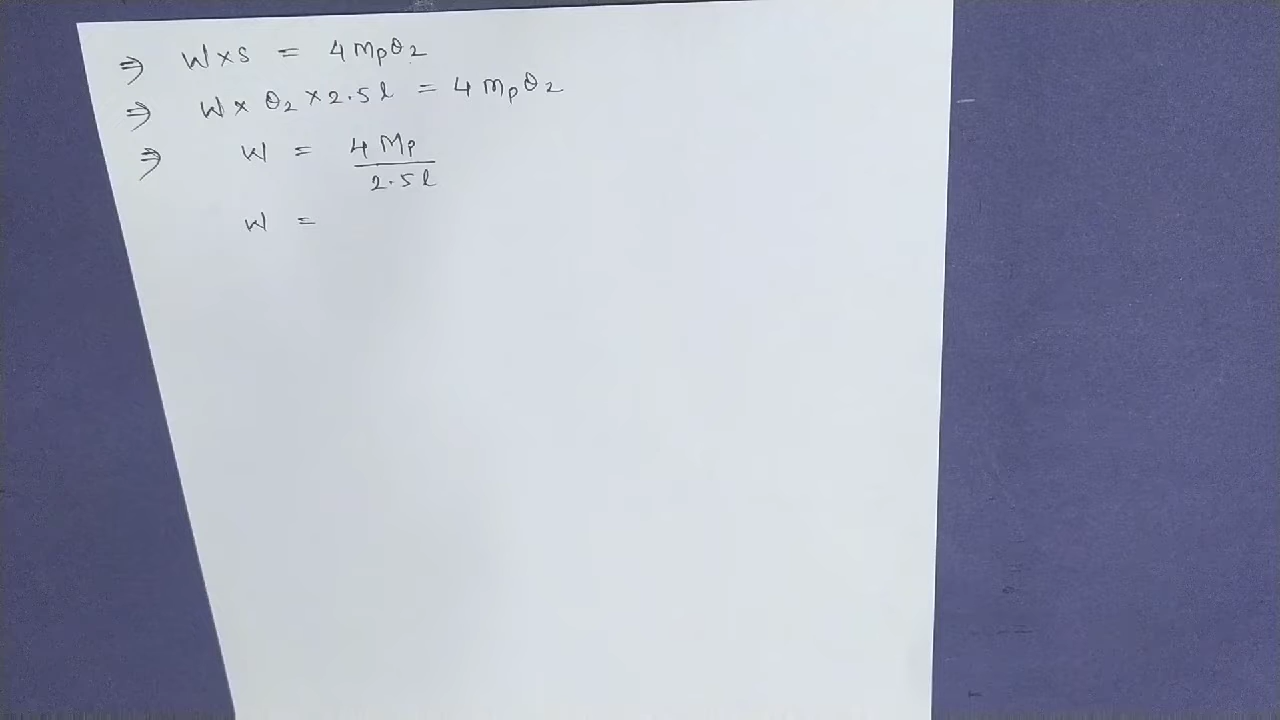 ⇒ W × S = 4 Mp θ2
⇒ W × θ2 × 2.5 l = 4 Mp θ2
⇒ W = 4 Mp / 2.5 l
W =